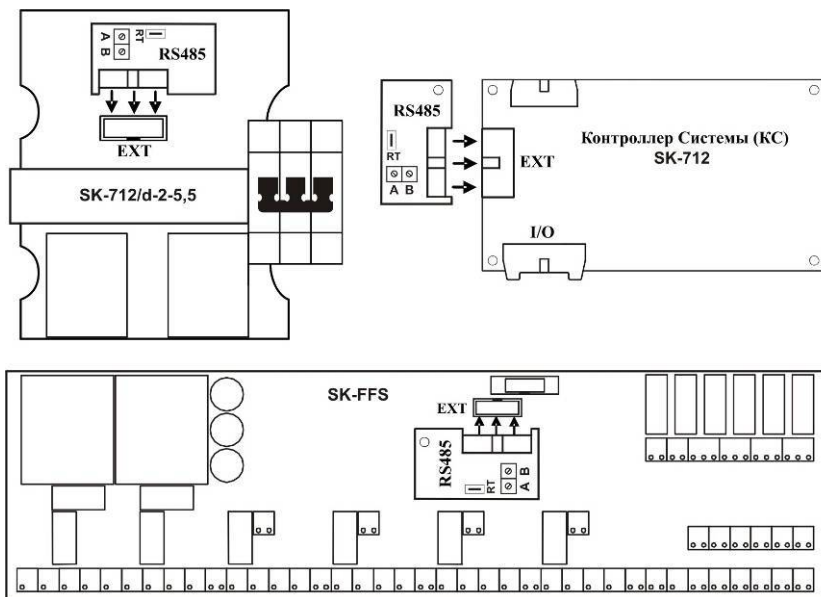 A
B
RT
RS485
EXT
SK-712/d-2-5,5
RS485
RT
A B
EXT
Контроллер Системы (КС)
SK-712
I/O
SK-FFS
EXT
RS485
RT
A B